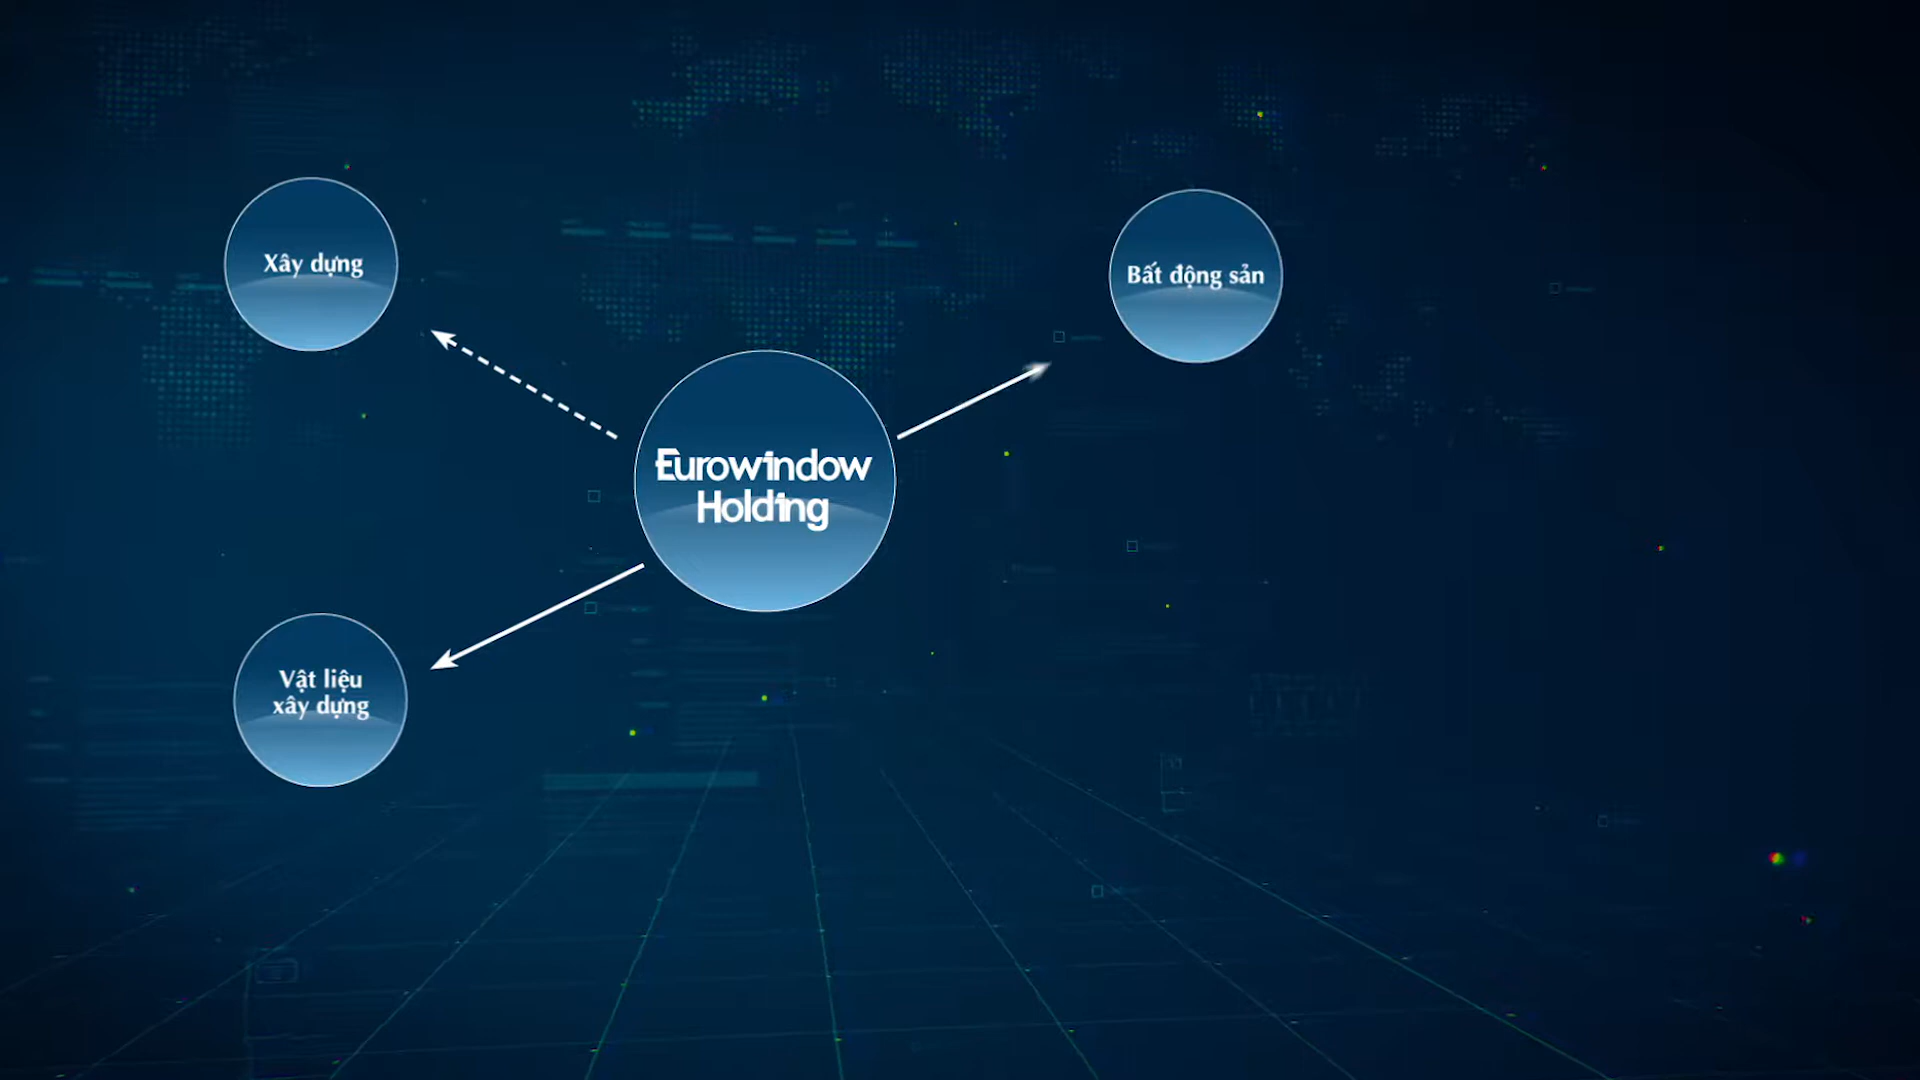 Xây dựng
Bất động sản
Eurowindow
Holding
Vật liệu
xây dựng